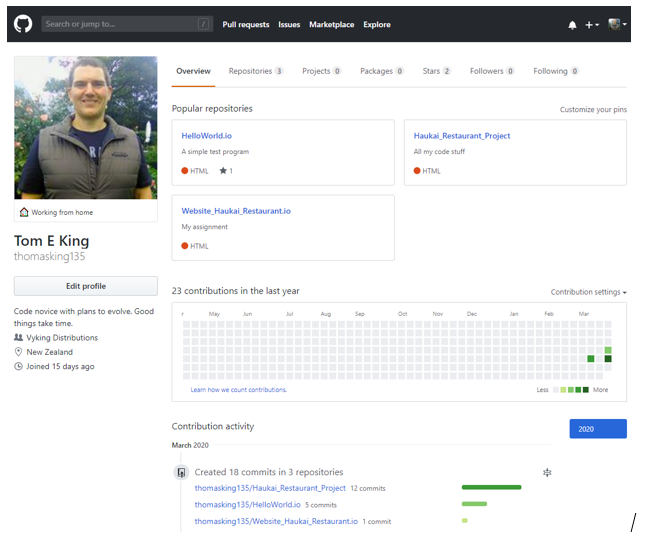 Search or jump to... /
Pull requests Issues Marketplace Explore
Overview Repositories 3 Projects 0 Packages 0 Stars 2 Followers 0 Following 0
Popular repositories Customize your pins
HelloWorld.io
A simple test program
HTML 1
Haukai_Restaurant_Project
All my code stuff
HTML
Website_Haukai_Restaurant.io
My assignment
HTML
Working from home
Tom E King
thomasking135
Edit profile
Code novice with plans to evolve. Good
things take time.
Vyking Distributions
New Zealand
Joined 15 days ago
23 contributions in the last year Contribution settings
May Jun Jul Aug Sep Oct Nov Dec Jan Feb Mar
Learn how we count contributions. Less More
Contribution activity 2020
March 2020
Created 18 commits in 3 repositories
thomasking135/Haukai_Restaurant_Project 12 commits
thomasking135/HelloWorld.io 5 commits
thomasking135/Website_Haukai_Restaurant.io 1 commit
/